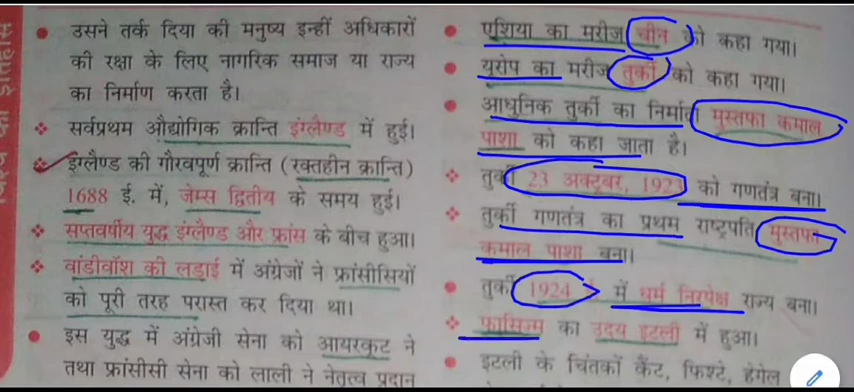 उसने तर्क दिया की मनुष्य इन्हीं अधिकारों
की रक्षा के लिए नागरिक समाज या राज्य
का निर्माण करता है।
सर्वप्रथम औद्योगिक क्रान्ति इंग्लैण्ड में हुई।
इंग्लैण्ड की गौरवपूर्ण क्रान्ति (रक्तहीन क्रान्ति)
1688 ई. में, जेम्स द्वितीय के समय हुई।
सप्तवर्षीय युद्ध इंग्लैण्ड और फ्रांस के बीच हुआ।
वांडीवॉश की लड़ाई में अंग्रेजों ने फ्रांसीसियों
को पूरी तरह परास्त कर दिया था।
इस युद्ध में अंग्रेजी सेना को आयरकूट ने
तथा फ्रांसीसी सेना को लाली ने नेतृत्व प्रदान
एशिया का मरीज चीन को कहा गया।
यूरोप का मरीज तुर्की को कहा गया।
आधुनिक तुर्की का निर्माता मुस्तफा कमाल
पाशा को कहा जाता है।
तुर्की 23 अक्टूबर, 1923 को गणतंत्र बना।
तुर्की गणतंत्र का प्रथम राष्ट्रपति मुस्तफा
कमाल पाशा बना।
तुर्की 1924 में धर्म निरपेक्ष राज्य बना।
फासिज्म का उदय इटली में हुआ।
इटली के चिंतकों कैंट, फिश्टे, हेगेल